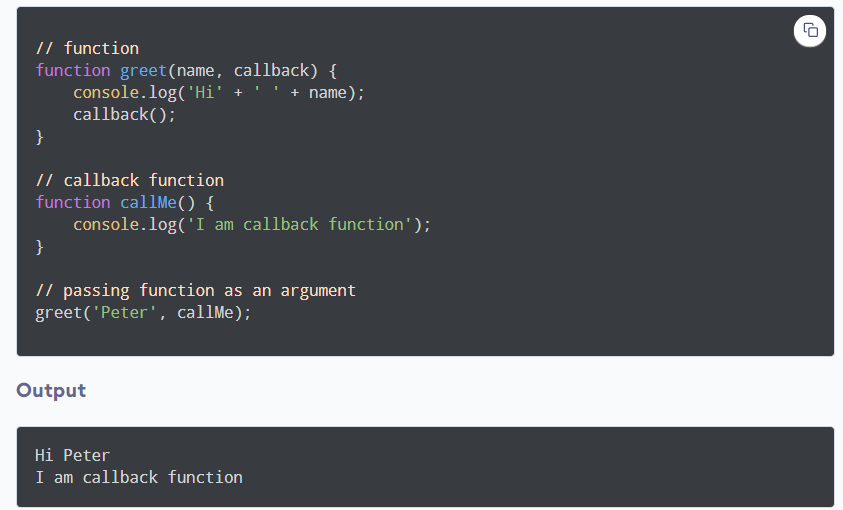 // function
function greet(name, callback) {
    console.log('Hi' + ' ' + name);
    callback();
}
// callback function
function callMe() {
    console.log('I am callback function');
}
// passing function as an argument
greet('Peter', callMe);
Output
Hi Peter
I am callback function